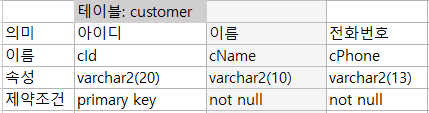 테이블: customer
의미 아이디 이름 전화번호
이름 cId cName cPhone
속성 varchar2(20) varchar2(10) varchar2(13)
제약조건 primary key not null not null